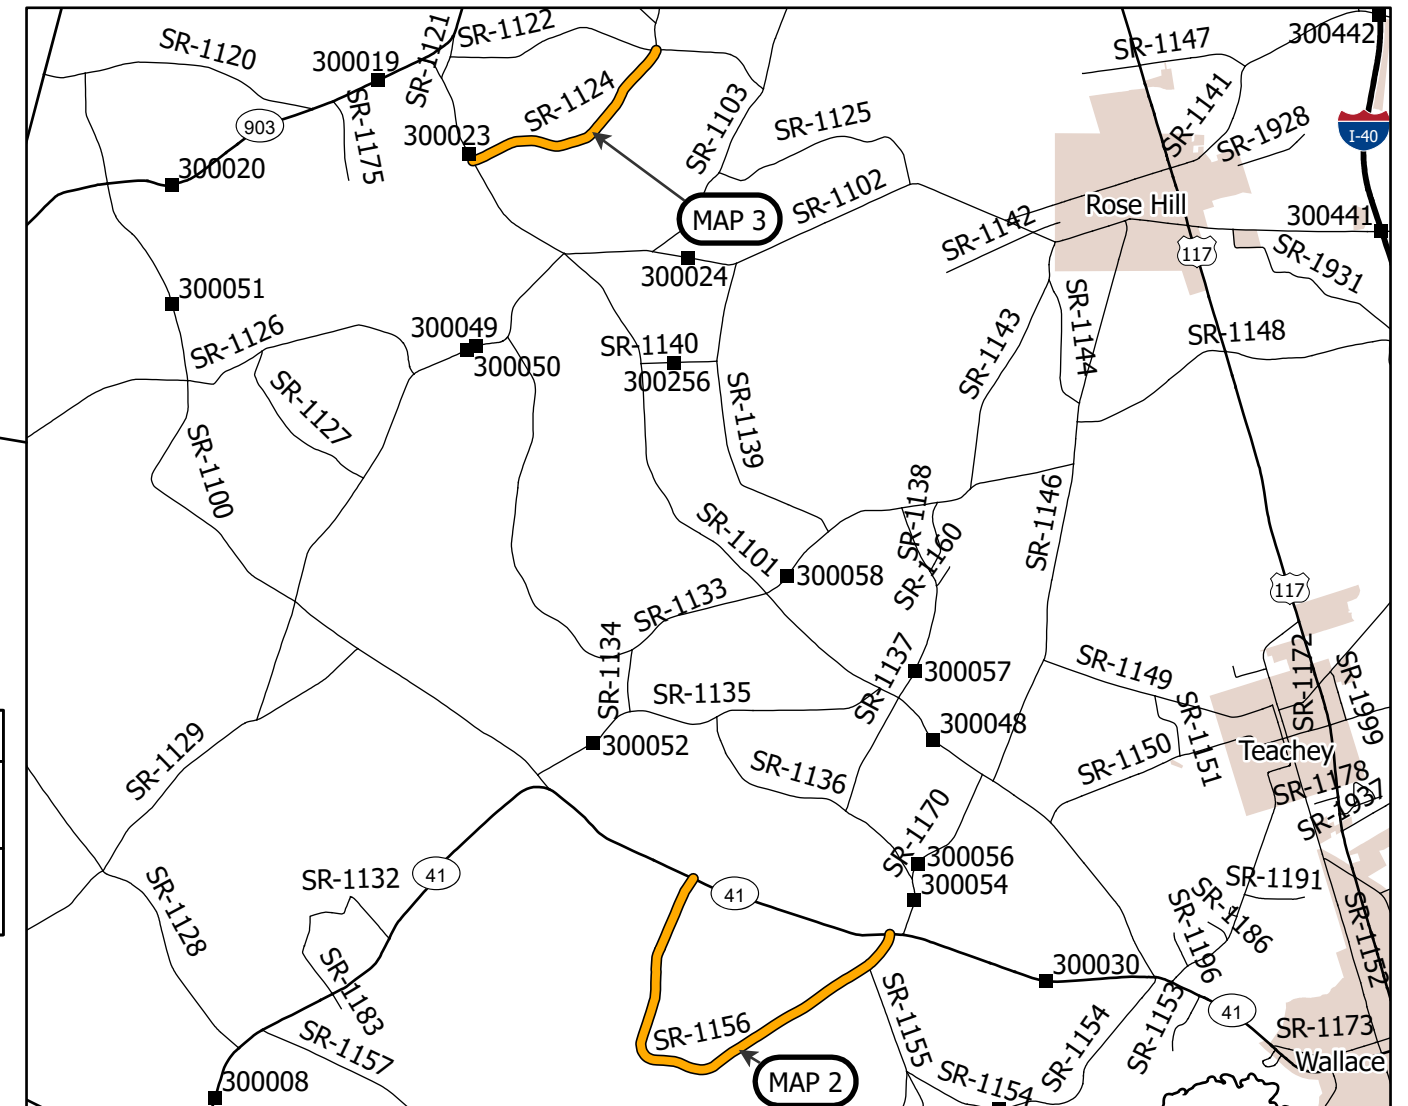 SR-1120
300019
SR-1121
SR-1122
SR-1147
300442
903
SR-1175
300023
SR-1124
SR-1103
SR-1125
SR-1141
SR-1928
I-40
300020
MAP 3
SR-1102
SR-1142
Rose Hill
300441
117
300024
SR-1931
300051
SR-1126
300049
300050
SR-1140
300256
SR-1143
SR-1144
SR-1148
SR-1127
SR-1139
SR-1100
SR-1138
SR-1146
SR-1101
SR-1160
300058
117
SR-1133
SR-1134
SR-1137
300057
SR-1149
SR-1172
SR-1999
SR-1135
300052
300048
SR-1151
SR-1129
SR-1136
SR-1150
Teachey
SR-1178
SR-1937
SR-1170
300056
300054
SR-1132
41
41
SR-1191
SR-1128
SR-1186
SR-1196
SR-1152
SR-1183
300030
SR-1155
SR-1156
SR-1154
SR-1153
41
SR-1173
SR-1157
Wallace
300008
MAP 2
SR-1154